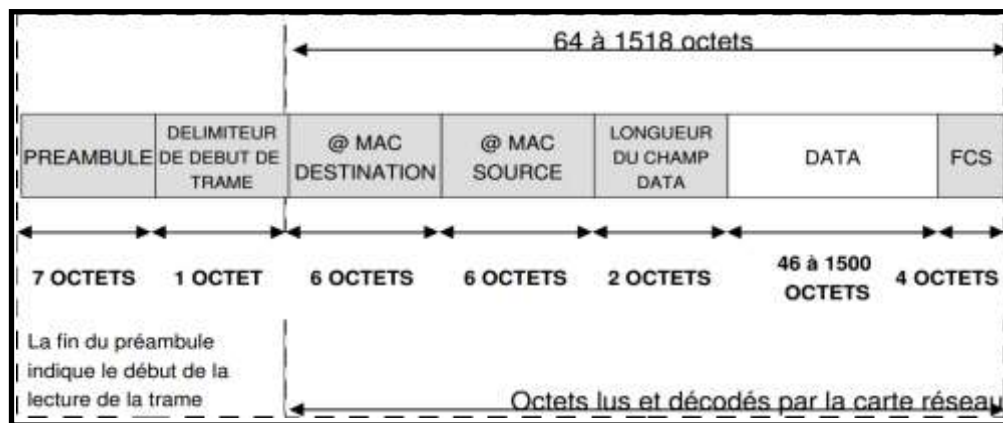 64 à 1518 octets
PREAMBULE
DELIMITEUR
DE DEBUT DE
TRAME
@ MAC
DESTINATION
@ MAC
SOURCE
LONGUEUR
DU CHAMP
DATA
DATA
FCS
7 OCTETS
1 OCTET
6 OCTETS
6 OCTETS
2 OCTETS
46 à 1500
OCTETS
4 OCTETS
La fin du préambule
indique le début de la
lecture de la trame
Octets lus et décodés par la carte réseau